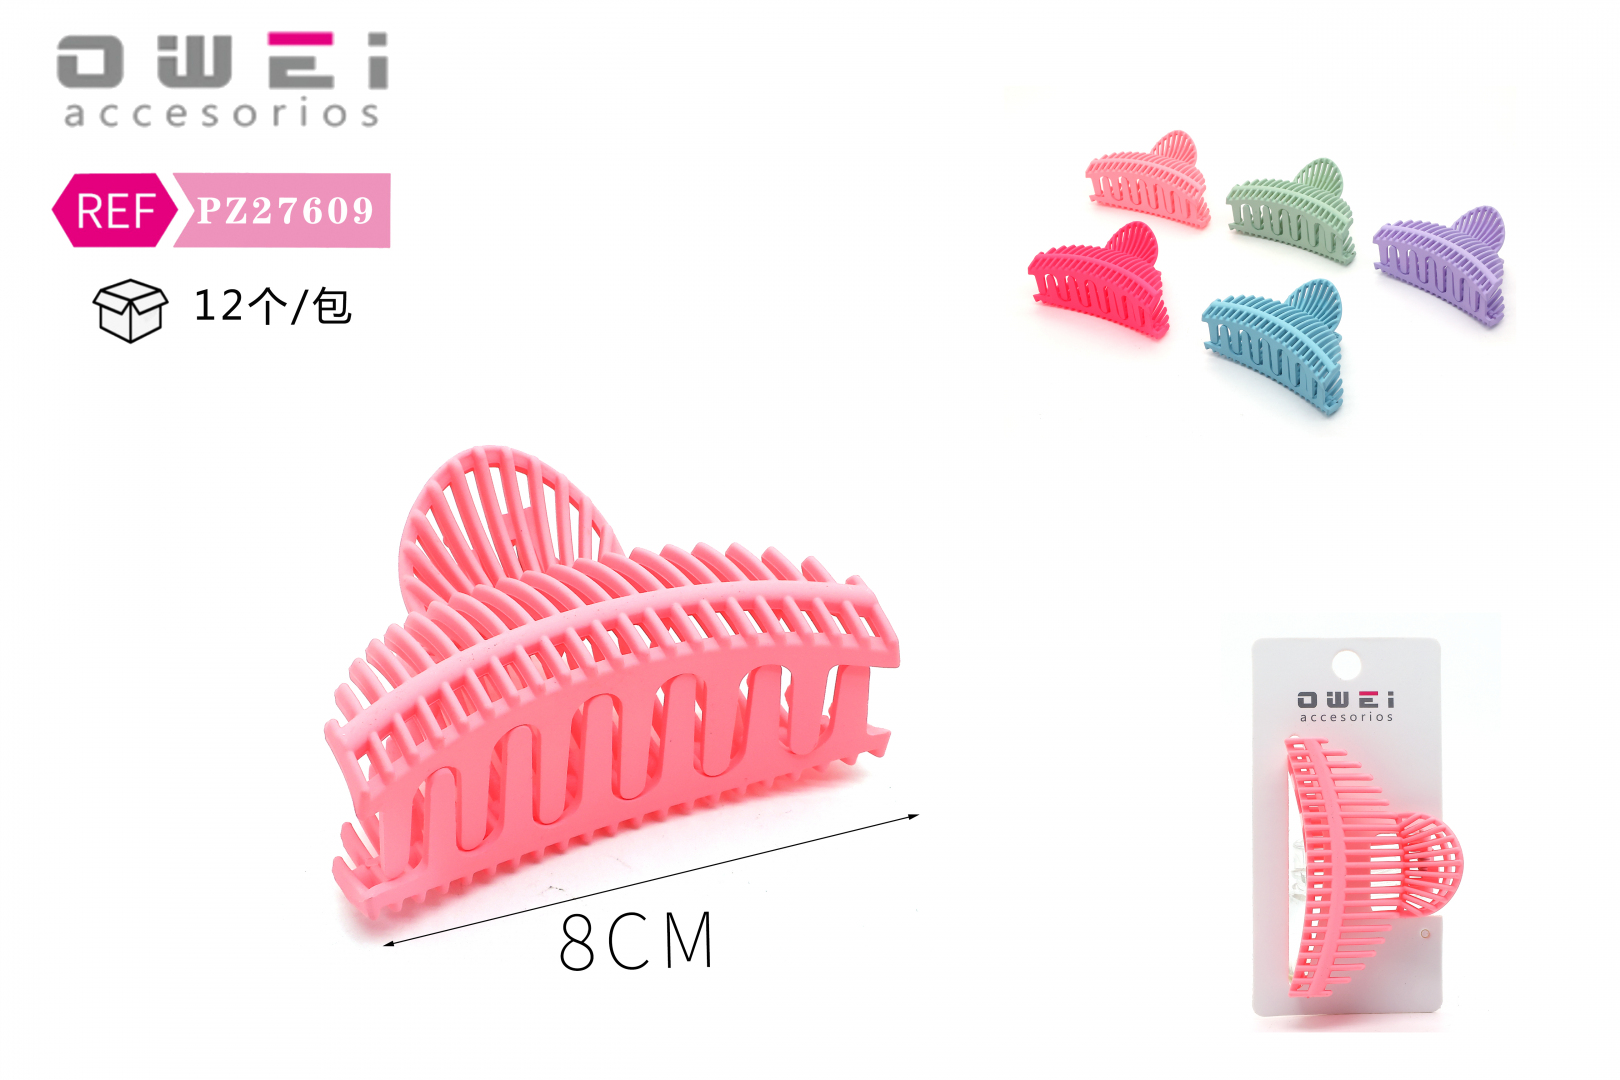 OWEi
accesorios
REF PZ27609
12个/包
8CM
OWEi
accesorios